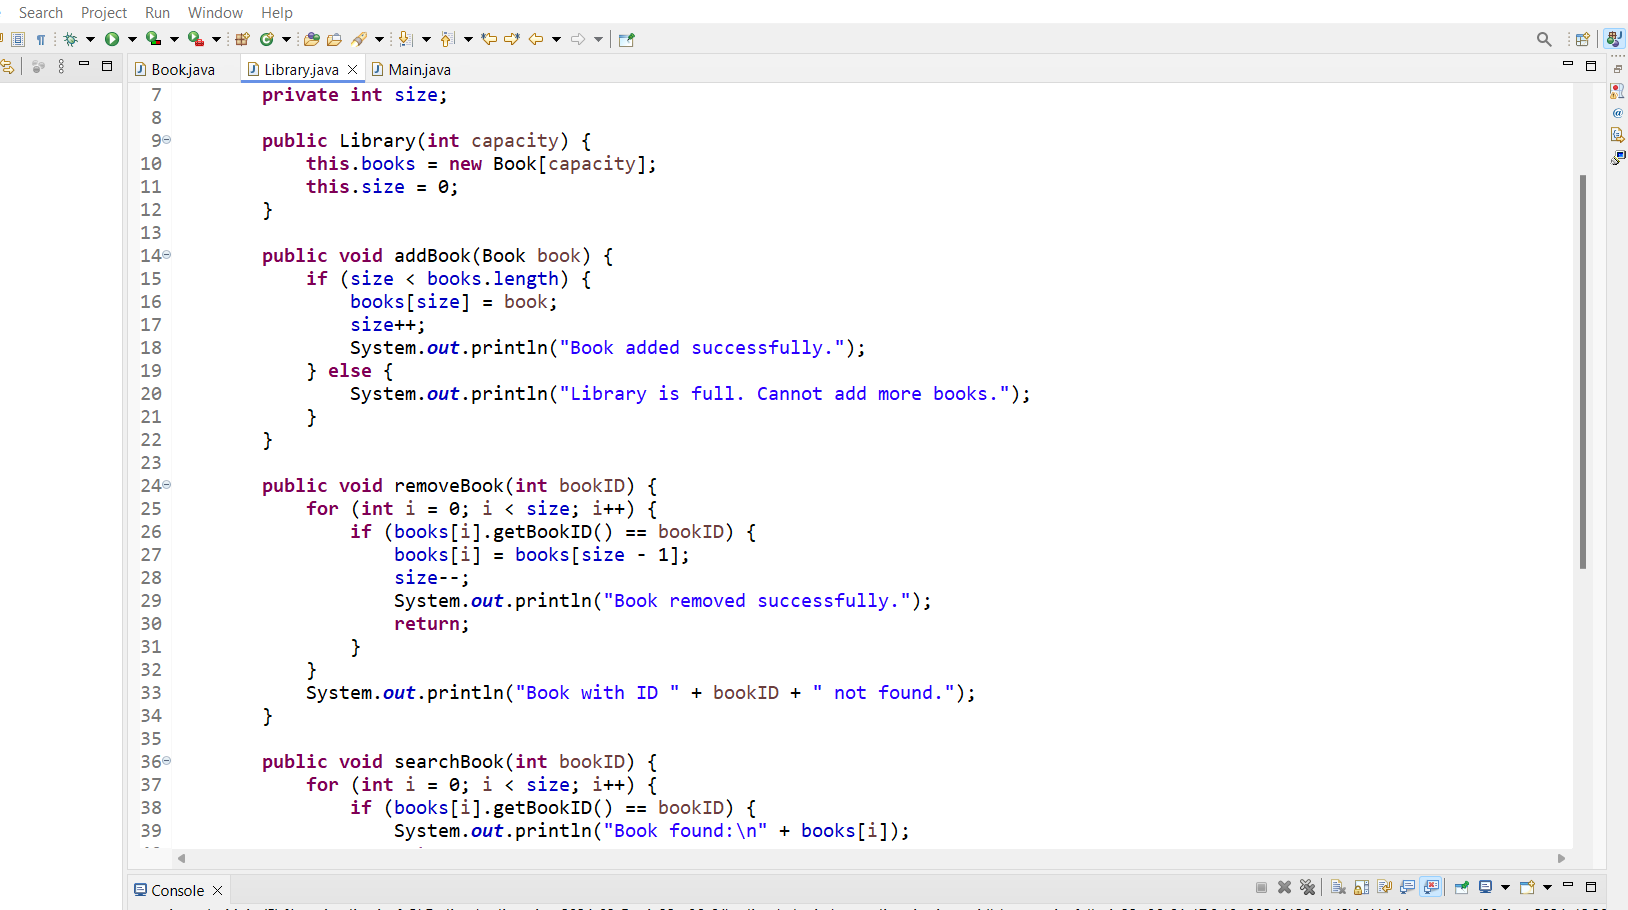 Search Project Run Window Help
Book.java Library.java Main.java
7 private int size;
8
9 public Library(int capacity) {
10 this.books = new Book[capacity];
11 this.size = 0;
12 }
13
14 public void addBook(Book book) {
15 if (size < books.length) {
16 books[size] = book;
17 size++;
18 System.out.println("Book added successfully.");
19 } else {
20 System.out.println("Library is full. Cannot add more books.");
21 }
22 }
23
24 public void removeBook(int bookID) {
25 for (int i = 0; i < size; i++) {
26 if (books[i].getBookID() == bookID) {
27 books[i] = books[size - 1];
28 size--;
29 System.out.println("Book removed successfully.");
30 return;
31 }
32 }
33 System.out.println("Book with ID " + bookID + " not found.");
34 }
35
36 public void searchBook(int bookID) {
37 for (int i = 0; i < size; i++) {
38 if (books[i].getBookID() == bookID) {
39 System.out.println("Book found:\n" + books[i]);
Console